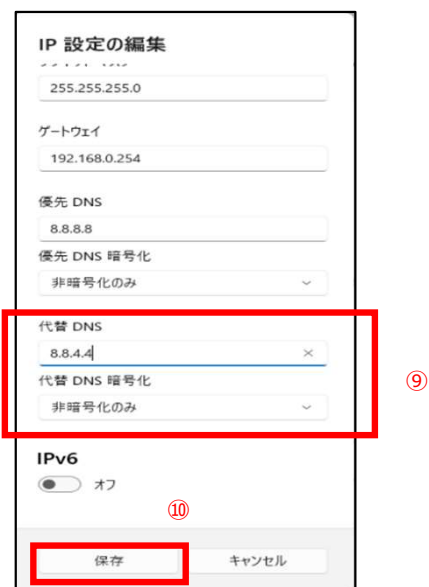 IP 設定の編集
255.255.255.0
ゲートウェイ
192.168.0.254
優先 DNS
8.8.8.8
優先 DNS 暗号化
非暗号化のみ
代替 DNS
8.8.4.4
代替 DNS 暗号化
非暗号化のみ
⑨
IPv6
オフ
⑩
保存 キャンセル